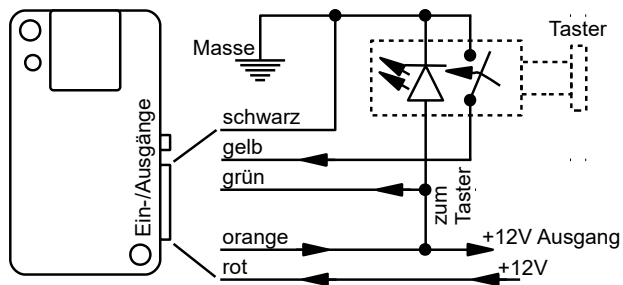 Taster
Masse
Ein-/Ausgänge
schwarz
gelb
grün
zum
Taster
orange
+12V Ausgang
rot
+12V